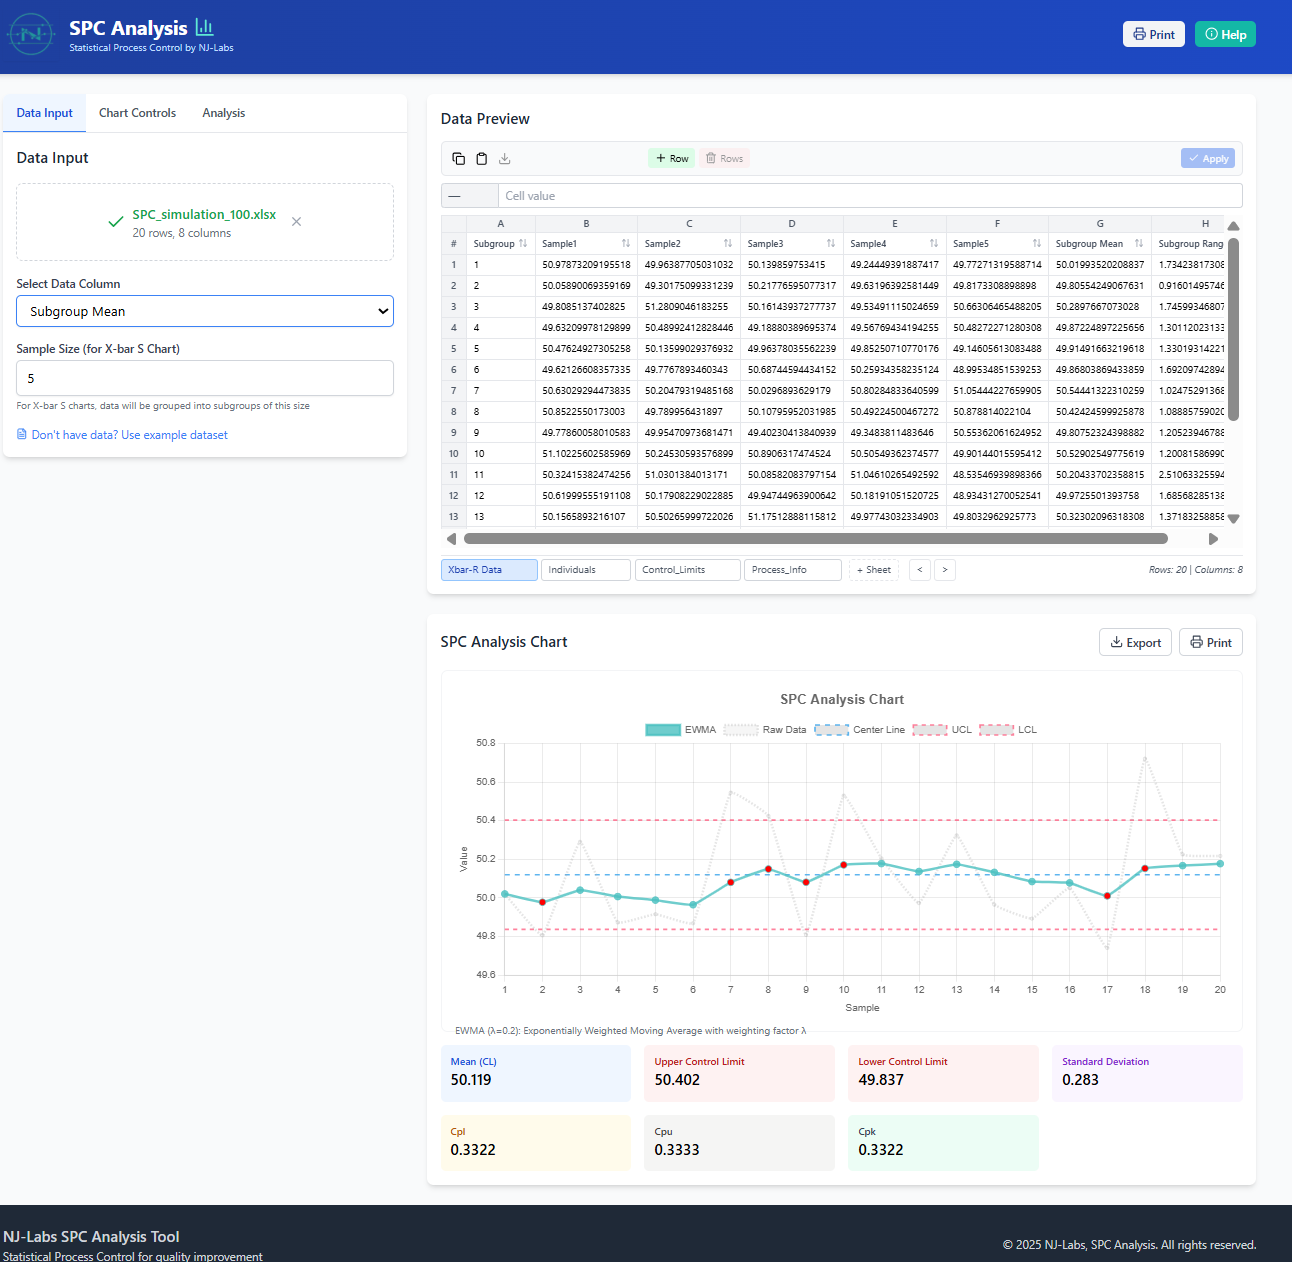 SPC Analysis
Statistical Process Control by NJ-Labs
Print
Help
Data Input
Chart Controls
Analysis
Data Input
SPC_simulation_100.xlsx
20 rows, 8 columns
Select Data Column
Subgroup Mean
Sample Size (for X-bar S Chart)
5
For X-bar S charts, data will be grouped into subgroups of this size
Don't have data? Use example dataset
Data Preview
+ Row
Rows
Apply
—
Cell value
A B C D E F G H
# Subgroup Sample1 Sample2 Sample3 Sample4 Sample5 Subgroup Mean Subgroup Rang
1 1 50.97873209195518 49.96387705031032 50.139859753415 49.24449391887417 49.77271319588714 50.01993520208837 1.73423817308
2 2 50.05890069359169 49.30175099331239 50.21776595077317 49.63196392581449 49.8173308898898 49.80554249067631 0.91601495746
3 3 49.8085137402825 51.2809046183255 50.16143937277737 49.53491115024659 50.66306465488205 50.2897667073028 1.74599346807
4 4 49.63209978129899 50.48992412828446 49.18880389695374 49.56769434194255 50.48272271280308 49.87224897225656 1.30112023133
5 5 50.47624927305258 50.13599029376932 49.96378035562239 49.85250710770176 49.14605613083488 49.91491663219618 1.33019314221
6 6 49.62126608357335 49.7767893460343 50.68744594434152 50.25934358235124 48.99534851539253 49.86803869433859 1.69209742894
7 7 50.63029294473835 50.20479319485168 50.0296893629179 50.80284833640599 51.05444227659905 50.54441322310259 1.02475291368
8 8 50.8522550173003 49.789956431897 50.10795952031985 50.49224500467272 50.878814022104 50.42424599925878 1.08885759020
9 9 49.77860058010583 49.95470973681471 49.40230413840939 49.3483811483646 50.55362061624952 49.80752324398882 1.20523946788
10 10 51.10225602585969 50.24530593576899 50.8906317474524 50.50549362374577 49.90144015595412 50.52902549775619 1.20081586990
11 11 50.32415382474256 51.0301384013171 50.08582083797154 51.04610265492592 48.53546939898366 50.20433702358815 2.51063325594
12 12 50.61999555191108 50.17908229022885 49.94744963900642 50.18191051520725 48.93431270052541 49.9725501393758 1.68568285138
13 13 50.1565893216107 50.50265999722026 51.17512888115812 49.97743032334903 49.8032962925773 50.32302096318308 1.37183258858
Xbar-R Data
Individuals
Control_Limits
Process_Info
+ Sheet
<
>
Rows: 20 | Columns: 8
SPC Analysis Chart
Export
Print
SPC Analysis Chart
EWMA Raw Data Center Line UCL LCL
50.8
50.6
50.4
50.2
50.0
49.8
49.6
Value
1 2 3 4 5 6 7 8 9 10 11 12 13 14 15 16 17 18 19 20
Sample
EWMA (λ=0.2): Exponentially Weighted Moving Average with weighting factor λ
Mean (CL)
50.119
Upper Control Limit
50.402
Lower Control Limit
49.837
Standard Deviation
0.283
Cpl
0.3322
Cpu
0.3333
Cpk
0.3322
NJ-Labs SPC Analysis Tool
Statistical Process Control for quality improvement
© 2025 NJ-Labs, SPC Analysis. All rights reserved.